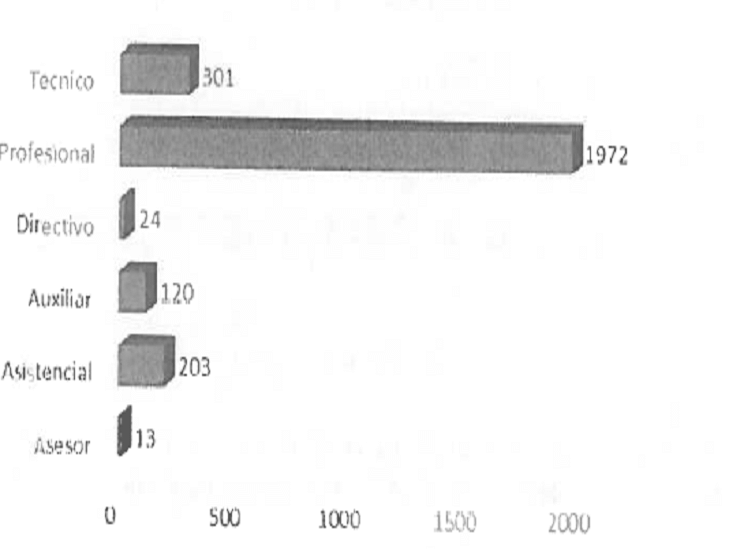 Tecnico 301
Profesional 1972
Directivo 24
Auxiliar 120
Asistencial 203
Asesor 13
0 500 1000 1500 2000